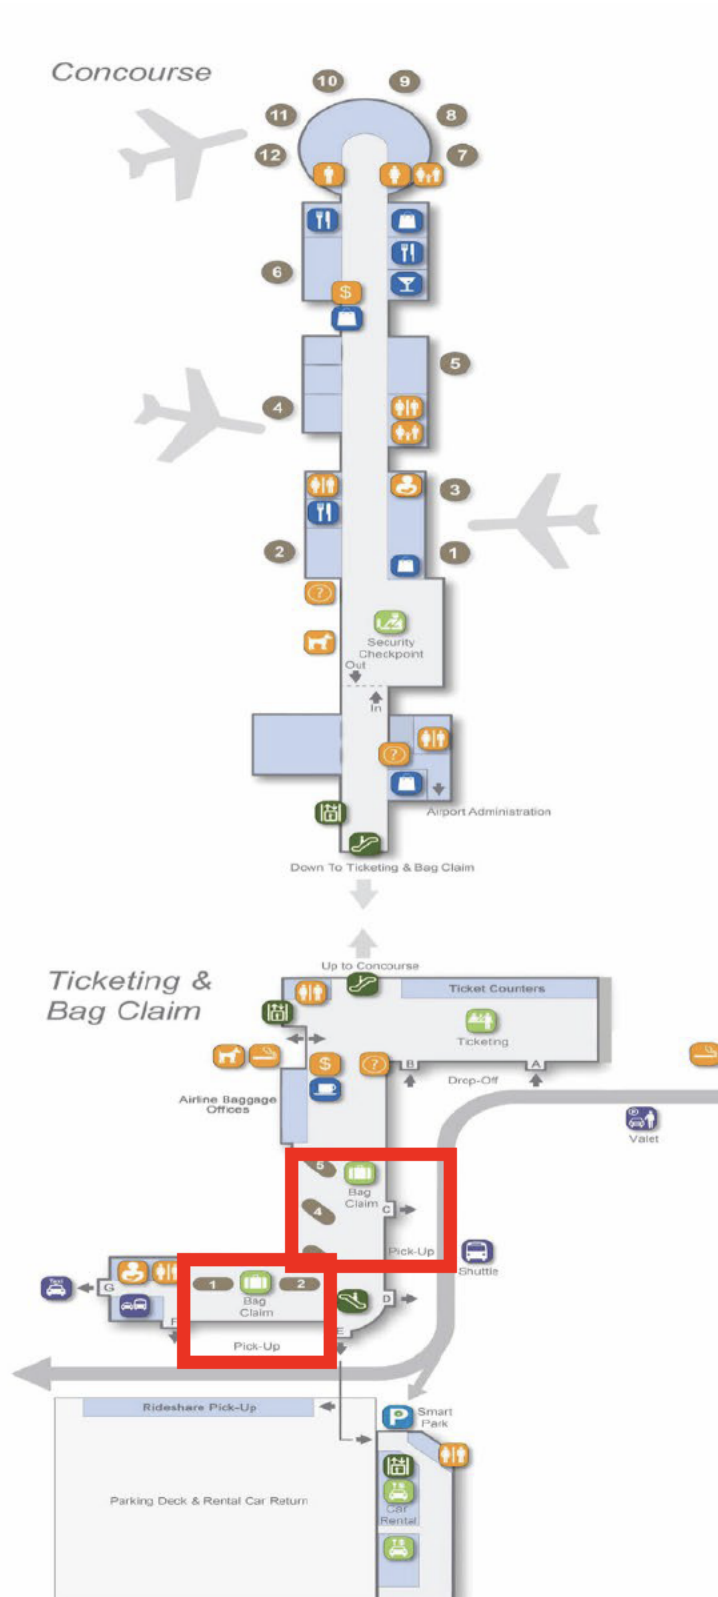 Concourse
10
9
11
8
12
7
6
$
5
4
3
2
1
?
Security
Checkpoint
Out
In
?
Airport Administration
Down To Ticketing & Bag Claim
Up to Concourse
Ticketing &
Bag Claim
Ticket Counters
Ticketing
B
A
$
?
Drop-Off
Airline Baggage
Offices
Valet
5
Bag
Claim
4
C
Pick-Up
Shuttle
Taxi
G
1
2
Bag
Claim
D
F
E
Pick-Up
Rideshare Pick-Up
P
Smart
Park
Parking Deck & Rental Car Return
Car
Rental